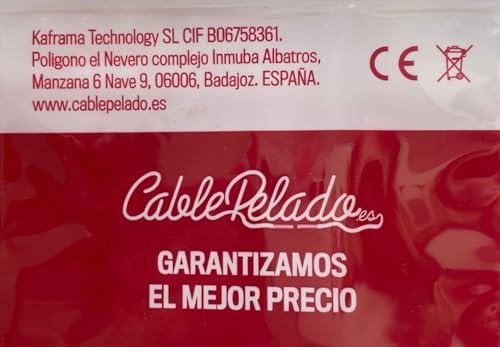 Kaframa Technology SL CIF B06758361.
Poligono el Nevero complejo Inmuba Albatros,
Manzana 6 Nave 9, 06006, Badajoz. ESPAÑA.
www.cablepelado.es
CE
CablePelado.es
GARANTIZAMOS
EL MEJOR PRECIO